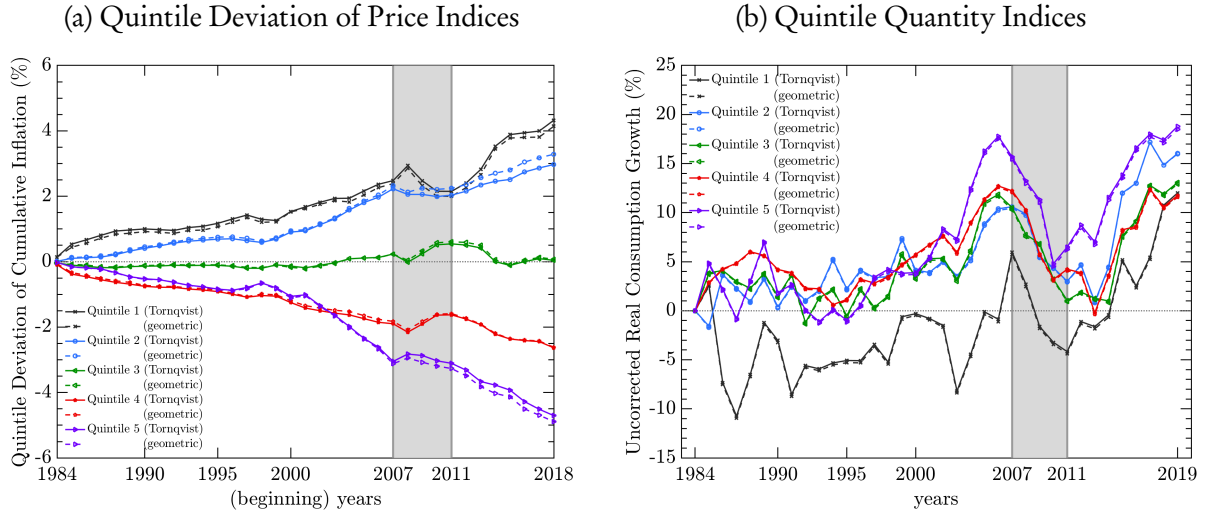 (a) Quintile Deviation of Price Indices
Quintile Deviation of Cumulative Inflation (%)
6
4
2
0
-2
-4
-6
Quintile 1 (Tornqvist)
(geometric)
Quintile 2 (Tornqvist)
(geometric)
Quintile 3 (Tornqvist)
(geometric)
Quintile 4 (Tornqvist)
(geometric)
Quintile 5 (Tornqvist)
(geometric)
1984 1990 1995 2000 2007 2011 2018
(beginning) years
(b) Quintile Quantity Indices
Uncorrected Real Consumption Growth (%)
25
20
15
10
5
0
-5
-10
-15
Quintile 1 (Tornqvist)
(geometric)
Quintile 2 (Tornqvist)
(geometric)
Quintile 3 (Tornqvist)
(geometric)
Quintile 4 (Tornqvist)
(geometric)
Quintile 5 (Tornqvist)
(geometric)
1984 1990 1995 2000 2007 2011 2019
years